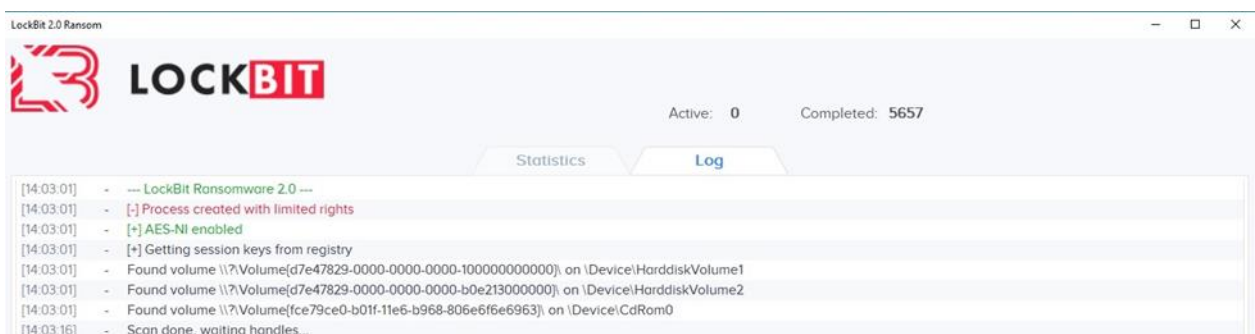 LockBit 2.0 Ransom
LOCKBIT
Active: 0 Completed: 5657
Statistics Log
[14:03:01] - --- LockBit Ransomware 2.0 ---
[14:03:01] - [-] Process created with limited rights
[14:03:01] - [+] AES-NI enabled
[14:03:01] - [+] Getting session keys from registry
[14:03:01] - Found volume \\?\Volume{d7e47829-0000-0000-0000-100000000000}\ on \Device\HarddiskVolume1
[14:03:01] - Found volume \\?\Volume{d7e47829-0000-0000-0000-b0e213000000}\ on \Device\HarddiskVolume2
[14:03:01] - Found volume \\?\Volume{fce79ce0-b01f-11e6-b968-806e6f6e6963}\ on \Device\CdRom0
[14:03:16] - Scan done, waiting handles...